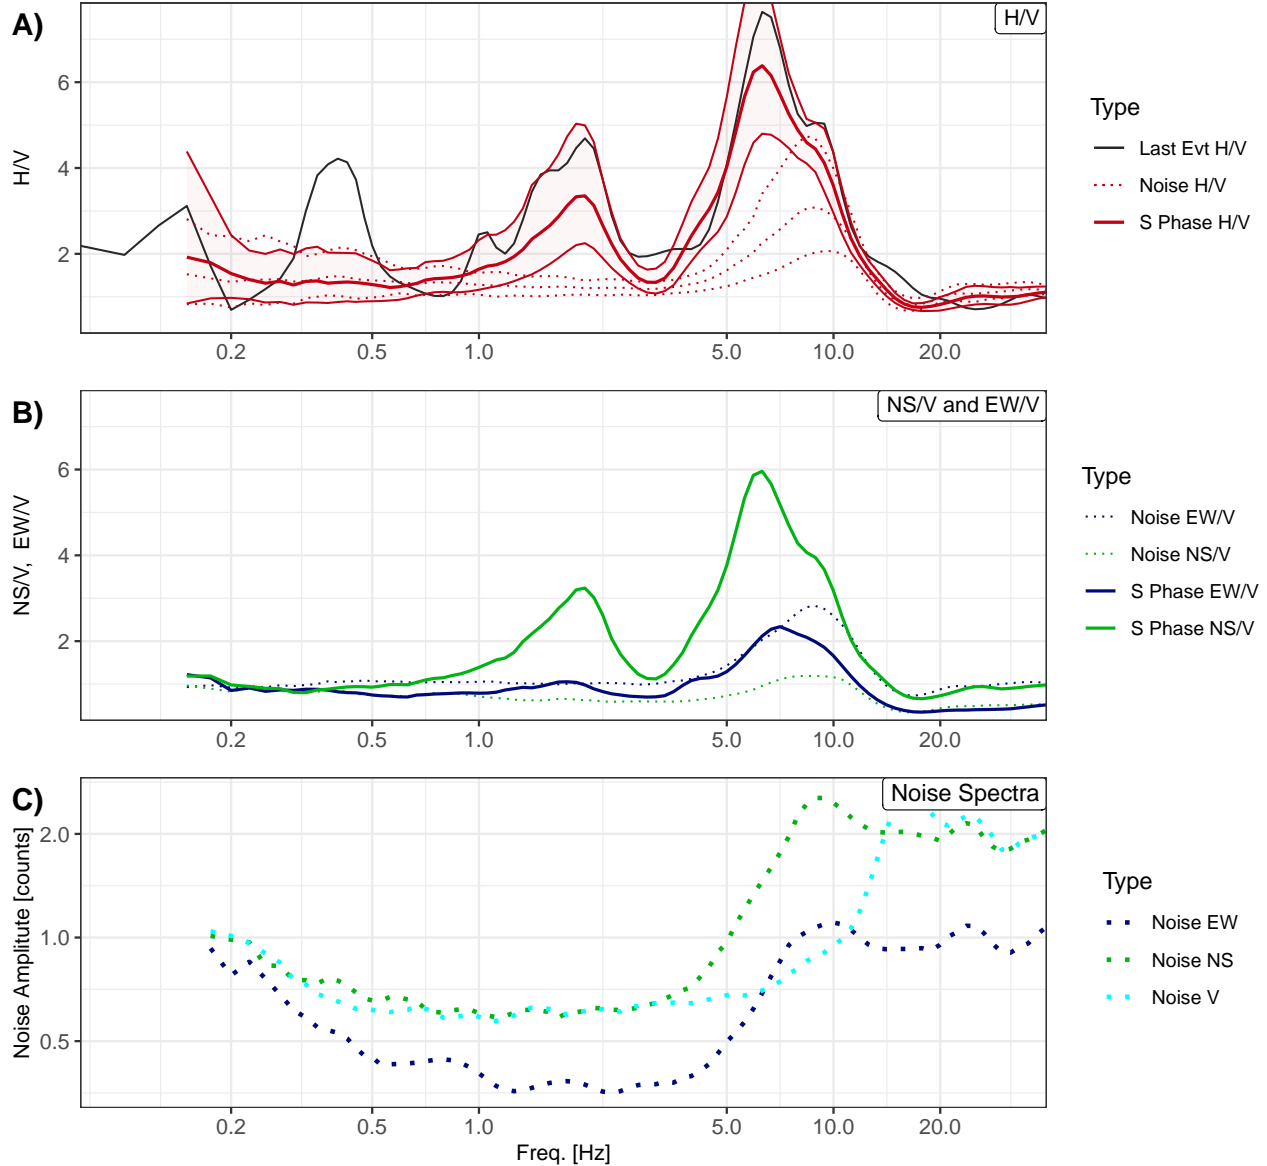 A)
H/V
H/V
6
4
2
0.2 0.5 1.0 5.0 10.0 20.0
Type
Last Evt H/V
Noise H/V
S Phase H/V
B)
NS/V and EW/V
NS/V, EW/V
6
4
2
0.2 0.5 1.0 5.0 10.0 20.0
Type
Noise EW/V
Noise NS/V
S Phase EW/V
S Phase NS/V
C)
Noise Spectra
Noise Amplitude [counts]
2.0
1.0
0.5
0.2 0.5 1.0 5.0 10.0 20.0
Freq. [Hz]
Type
Noise EW
Noise NS
Noise V